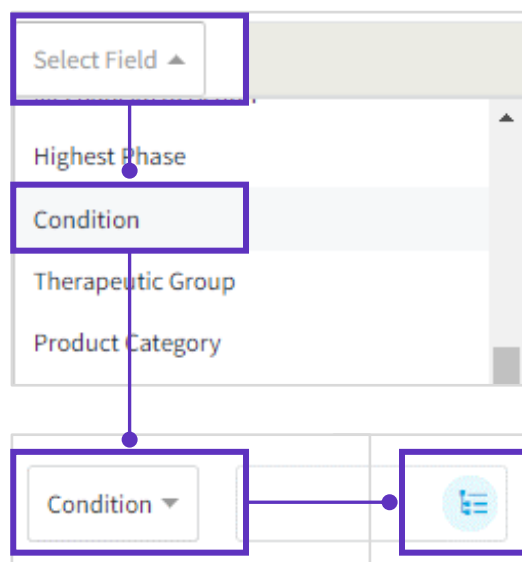 Select Field
Highest Phase
Condition
Therapeutic Group
Product Category
Condition